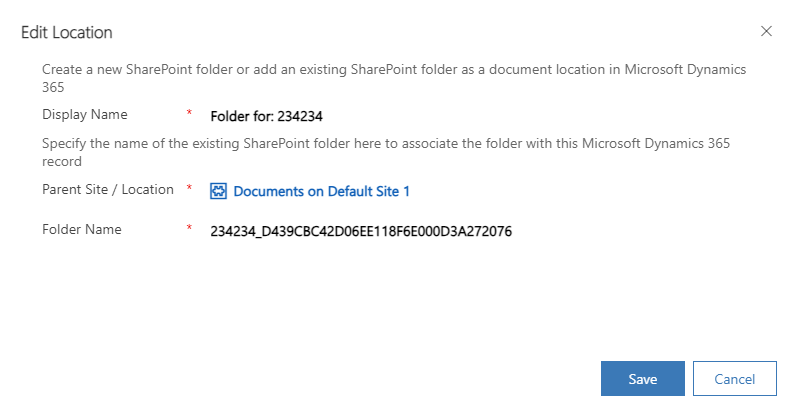 Edit Location
Create a new SharePoint folder or add an existing SharePoint folder as a document location in Microsoft Dynamics
365
Display Name * Folder for: 234234
Specify the name of the existing SharePoint folder here to associate the folder with this Microsoft Dynamics 365
record
Parent Site / Location * Documents on Default Site 1
Folder Name * 234234_D439CBC42D06EE118F6E000D3A272076
Save Cancel